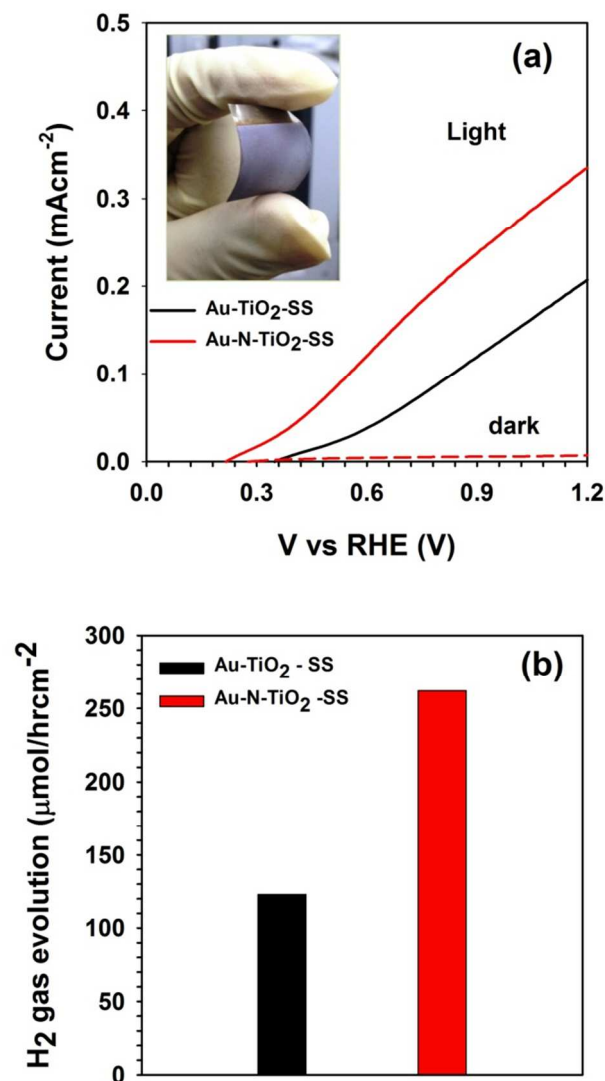 (a)
Light
Au-TiO2-SS
Au-N-TiO2-SS
dark
Current (mAcm-2)
0.5
0.4
0.3
0.2
0.1
0.0
0.0 0.3 0.6 0.9 1.2
V vs RHE (V)
(b)
Au-TiO2 - SS
Au-N-TiO2 -SS
H2 gas evolution (μmol/hrcm-2
300
250
200
150
100
50
0